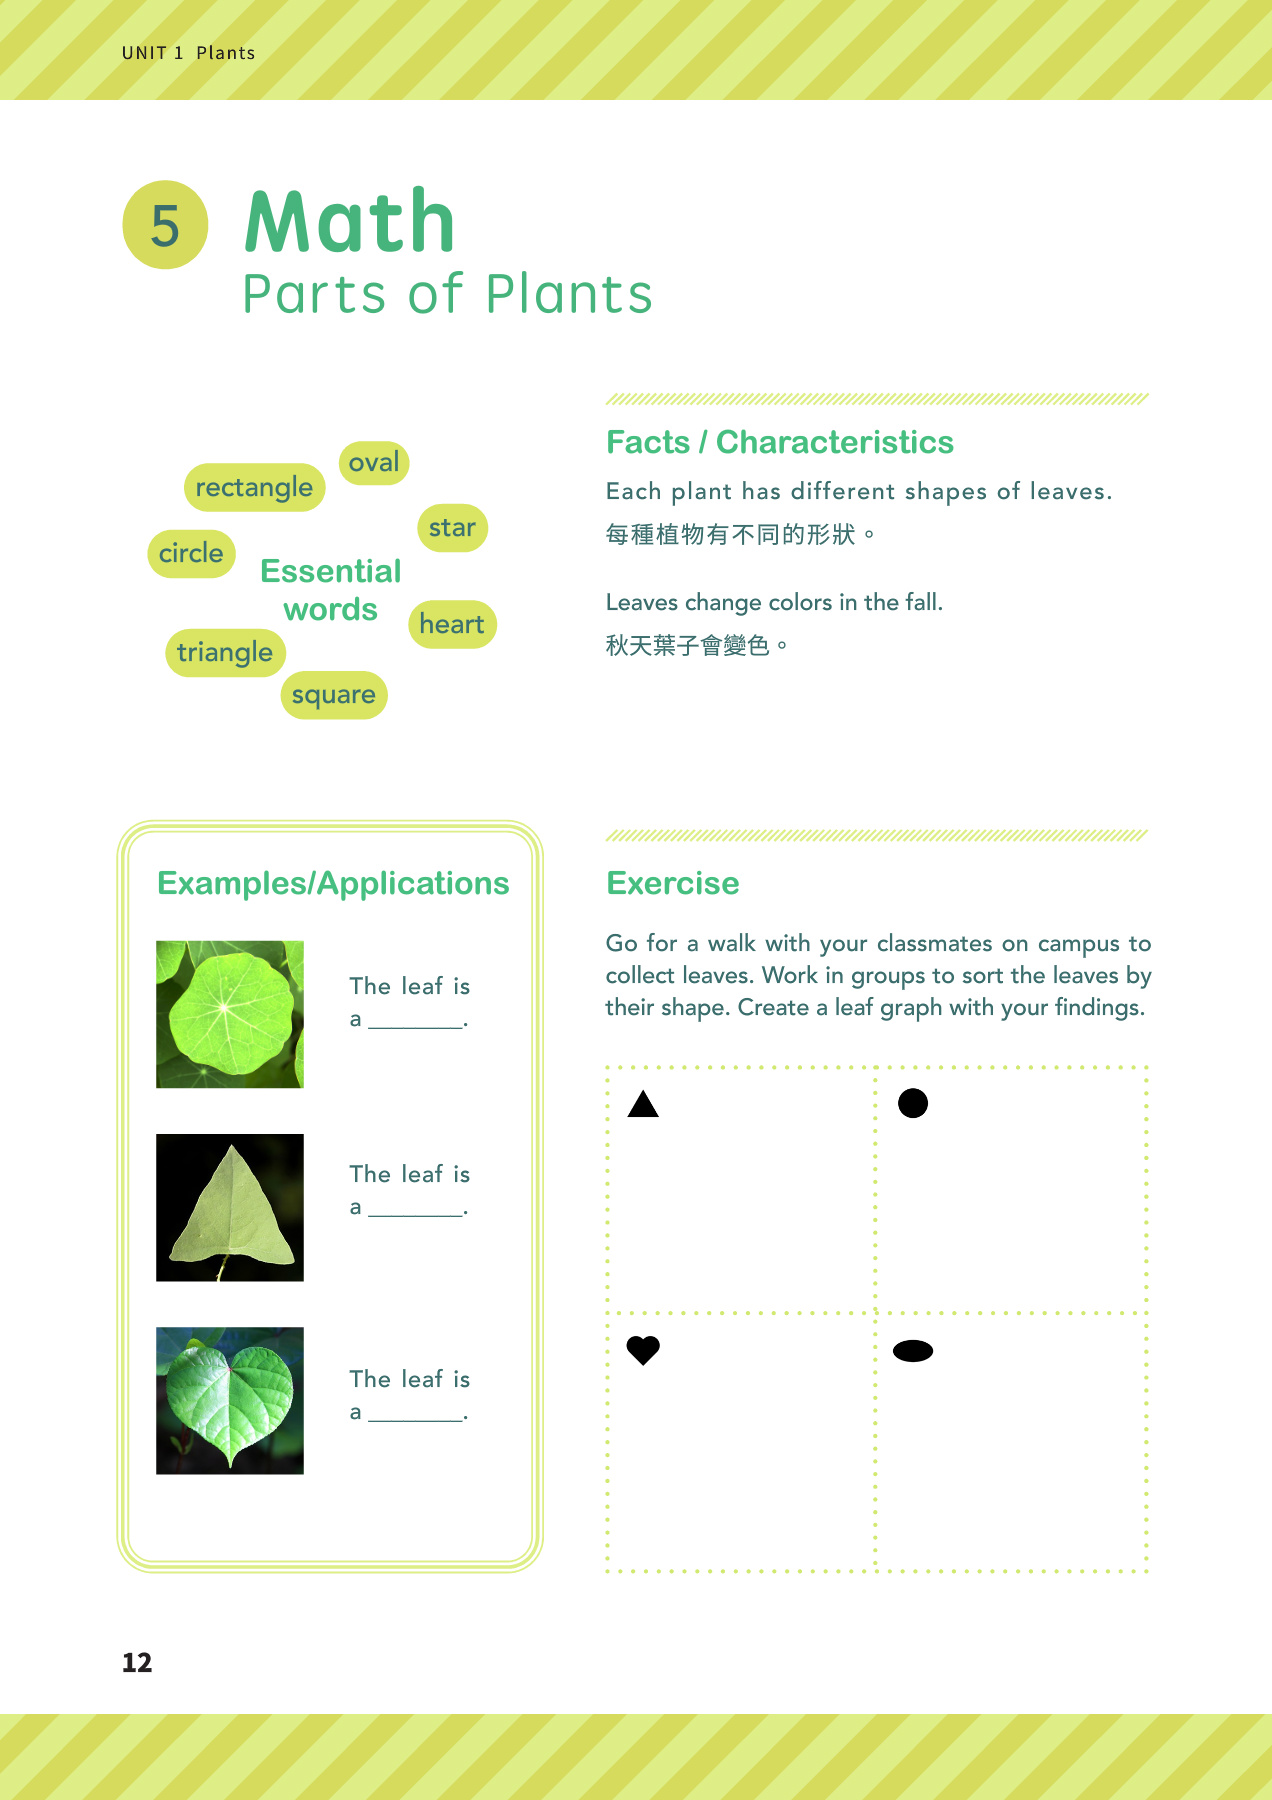 UNIT 1 Plants
5
Math
Parts of Plants
oval
rectangle
star
circle
Essential
words
heart
triangle
square
Facts / Characteristics
Each plant has different shapes of leaves.
每種植物有不同的形狀。
Leaves change colors in the fall.
秋天葉子會變色。
Examples/Applications
The leaf is
a ________.
The leaf is
a ________.
The leaf is
a ________.
Exercise
Go for a walk with your classmates on campus to
collect leaves. Work in groups to sort the leaves by
their shape. Create a leaf graph with your findings.
12